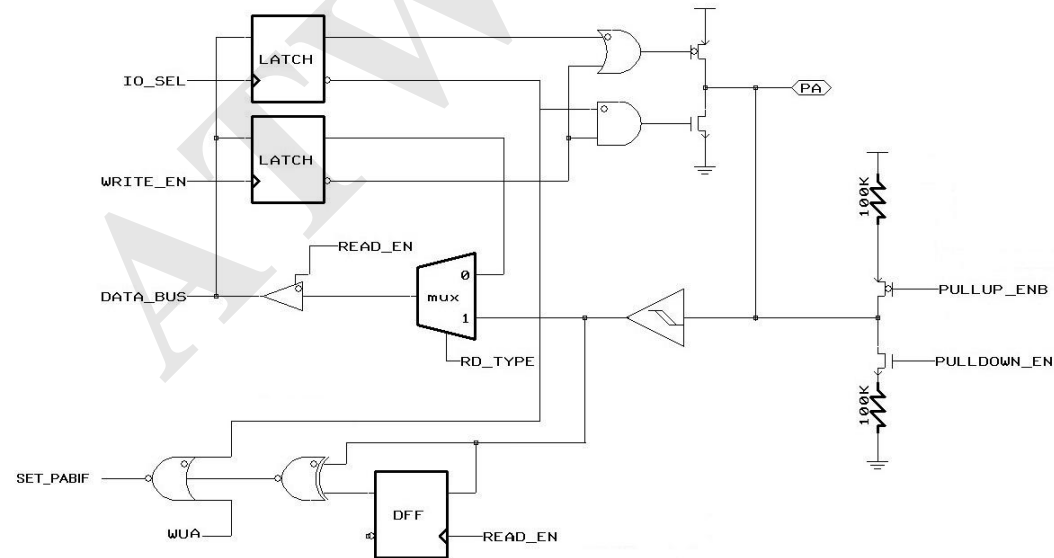 LATCH
IO_SEL
PA
LATCH
WRITE_EN
100K
READ_EN
0
DATA_BUS
mux
PULLUP_ENB
1
RD_TYPE
PULLDOWN_EN
100K
SET_PABIF
DFF
WUA
READ_EN
ATW